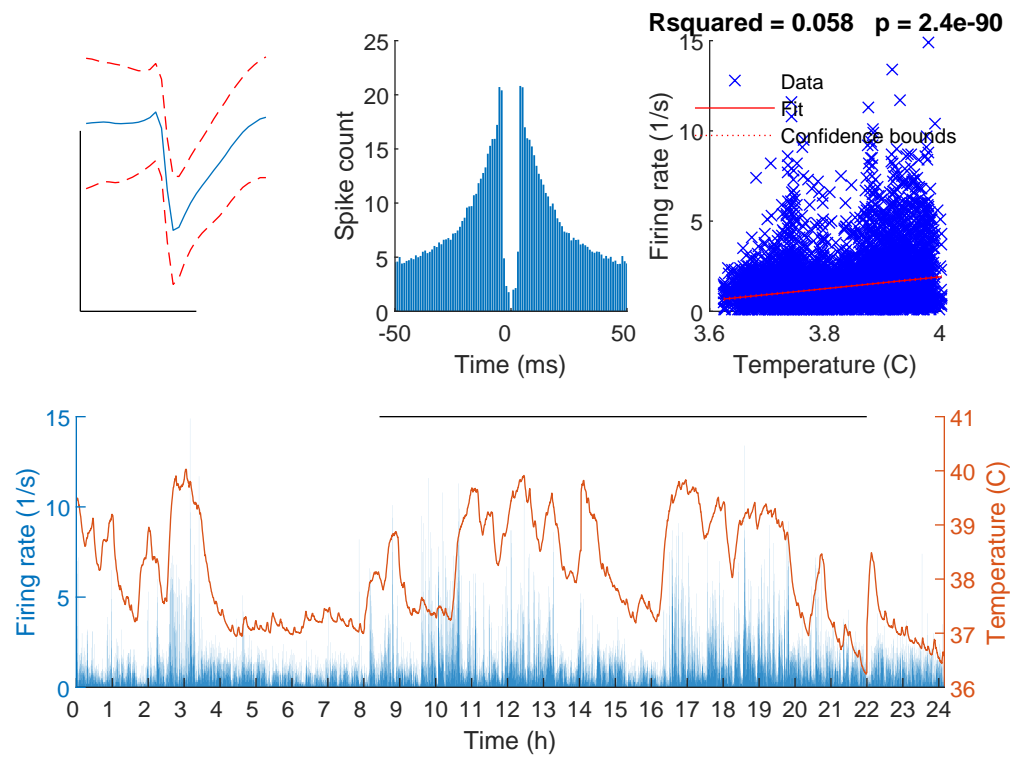 Rsquared = 0.058 p = 2.4e-90
25
20
15
10
5
0
Spike count
-50
0
50
Time (ms)
15
10
5
0
Firing rate (1/s)
Data
Fit
Confidence bounds
3.6
3.8
4
Temperature (C)
15
10
5
0
Firing rate (1/s)
41
40
39
38
37
36
Temperature (C)
0 1 2 3 4 5 6 7 8 9 10 11 12 13 14 15 16 17 18 19 20 21 22 23 24
Time (h)